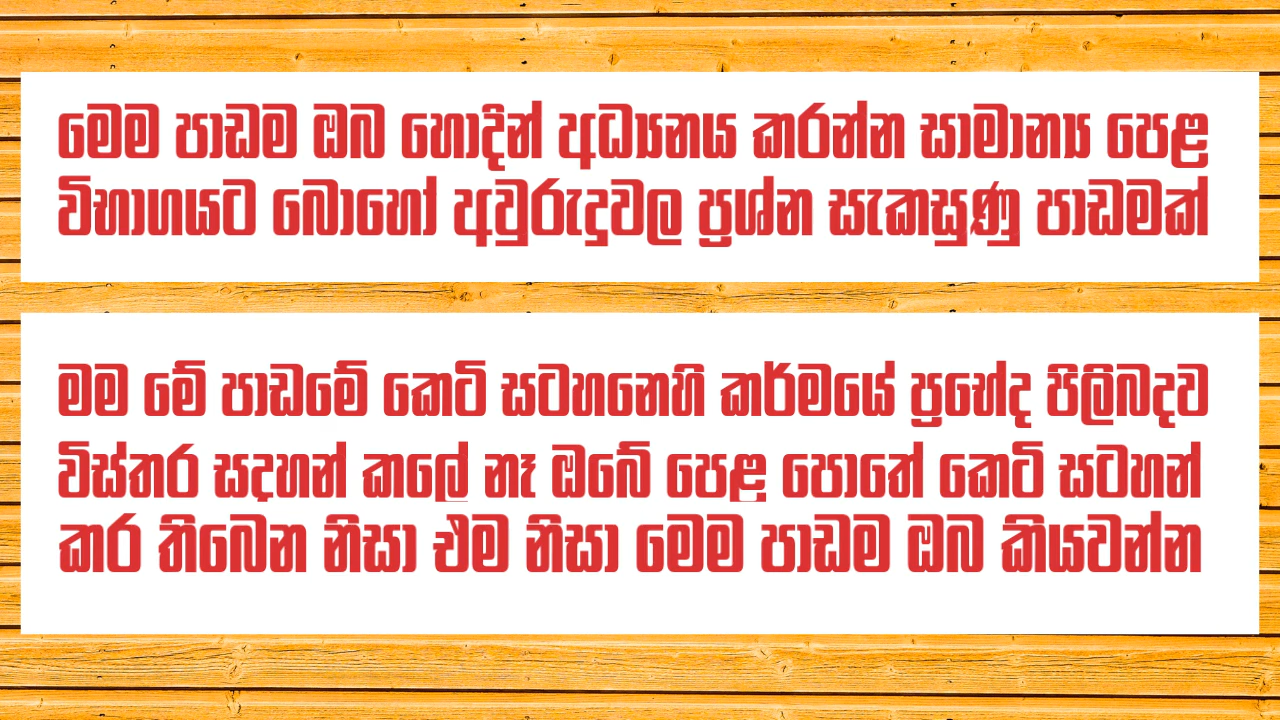 මෙම පාඩම ඔබ හොදින් අධ්‍යනය කරන්න සාමාන්‍ය පෙළ
විභාගයට බොහෝ අවුරුදුවල ප්‍රශ්න සැකසුණු පාඩමක්
මම මේ පාඩමේ කෙටි සටහනෙහි කර්මයේ ප්‍රභේද පිලිබදව
විස්තර සදහන් කලේ නෑ ඔබේ පෙළ පොතේ කෙටි සටහන්
කර තිබෙන නිසා එම නිසා මෙම පාඩම ඔබ කියවන්න